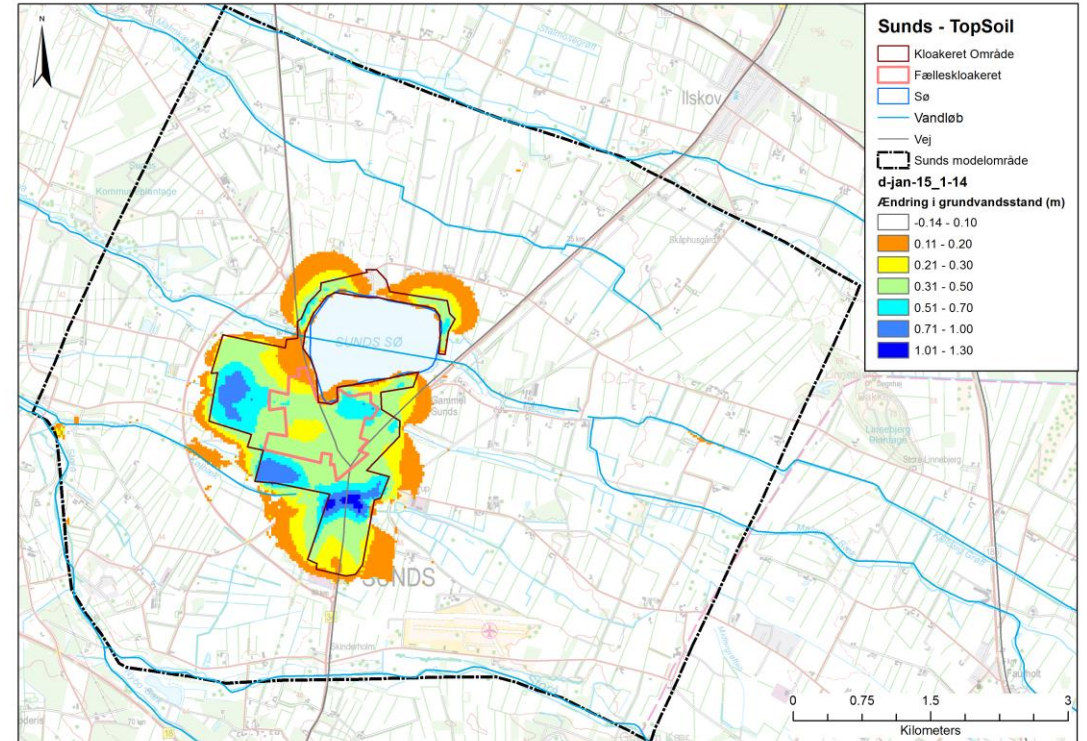 Sunds - TopSoil
Kloakeret Område
Fælleskloakeret
Sø
Vandløb
Vej
Sunds modelområde
d-jan-15_1-14
Ændring i grundvandsstand (m)
-0.14 - 0.10
0.11 - 0.20
0.21 - 0.30
0.31 - 0.50
0.51 - 0.70
0.71 - 1.00
1.01 - 1.30
N
Ilskov
Skåphusgård
SUNDS SØ
Gammel
Sunds
SUNDS
Skinderholm
0 0.75 1.5 3
Kilometers